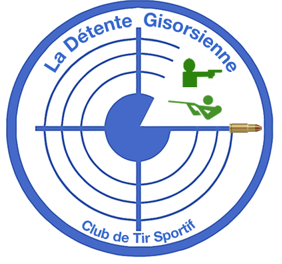 La Détente Gisorsienne
Club de Tir Sportif